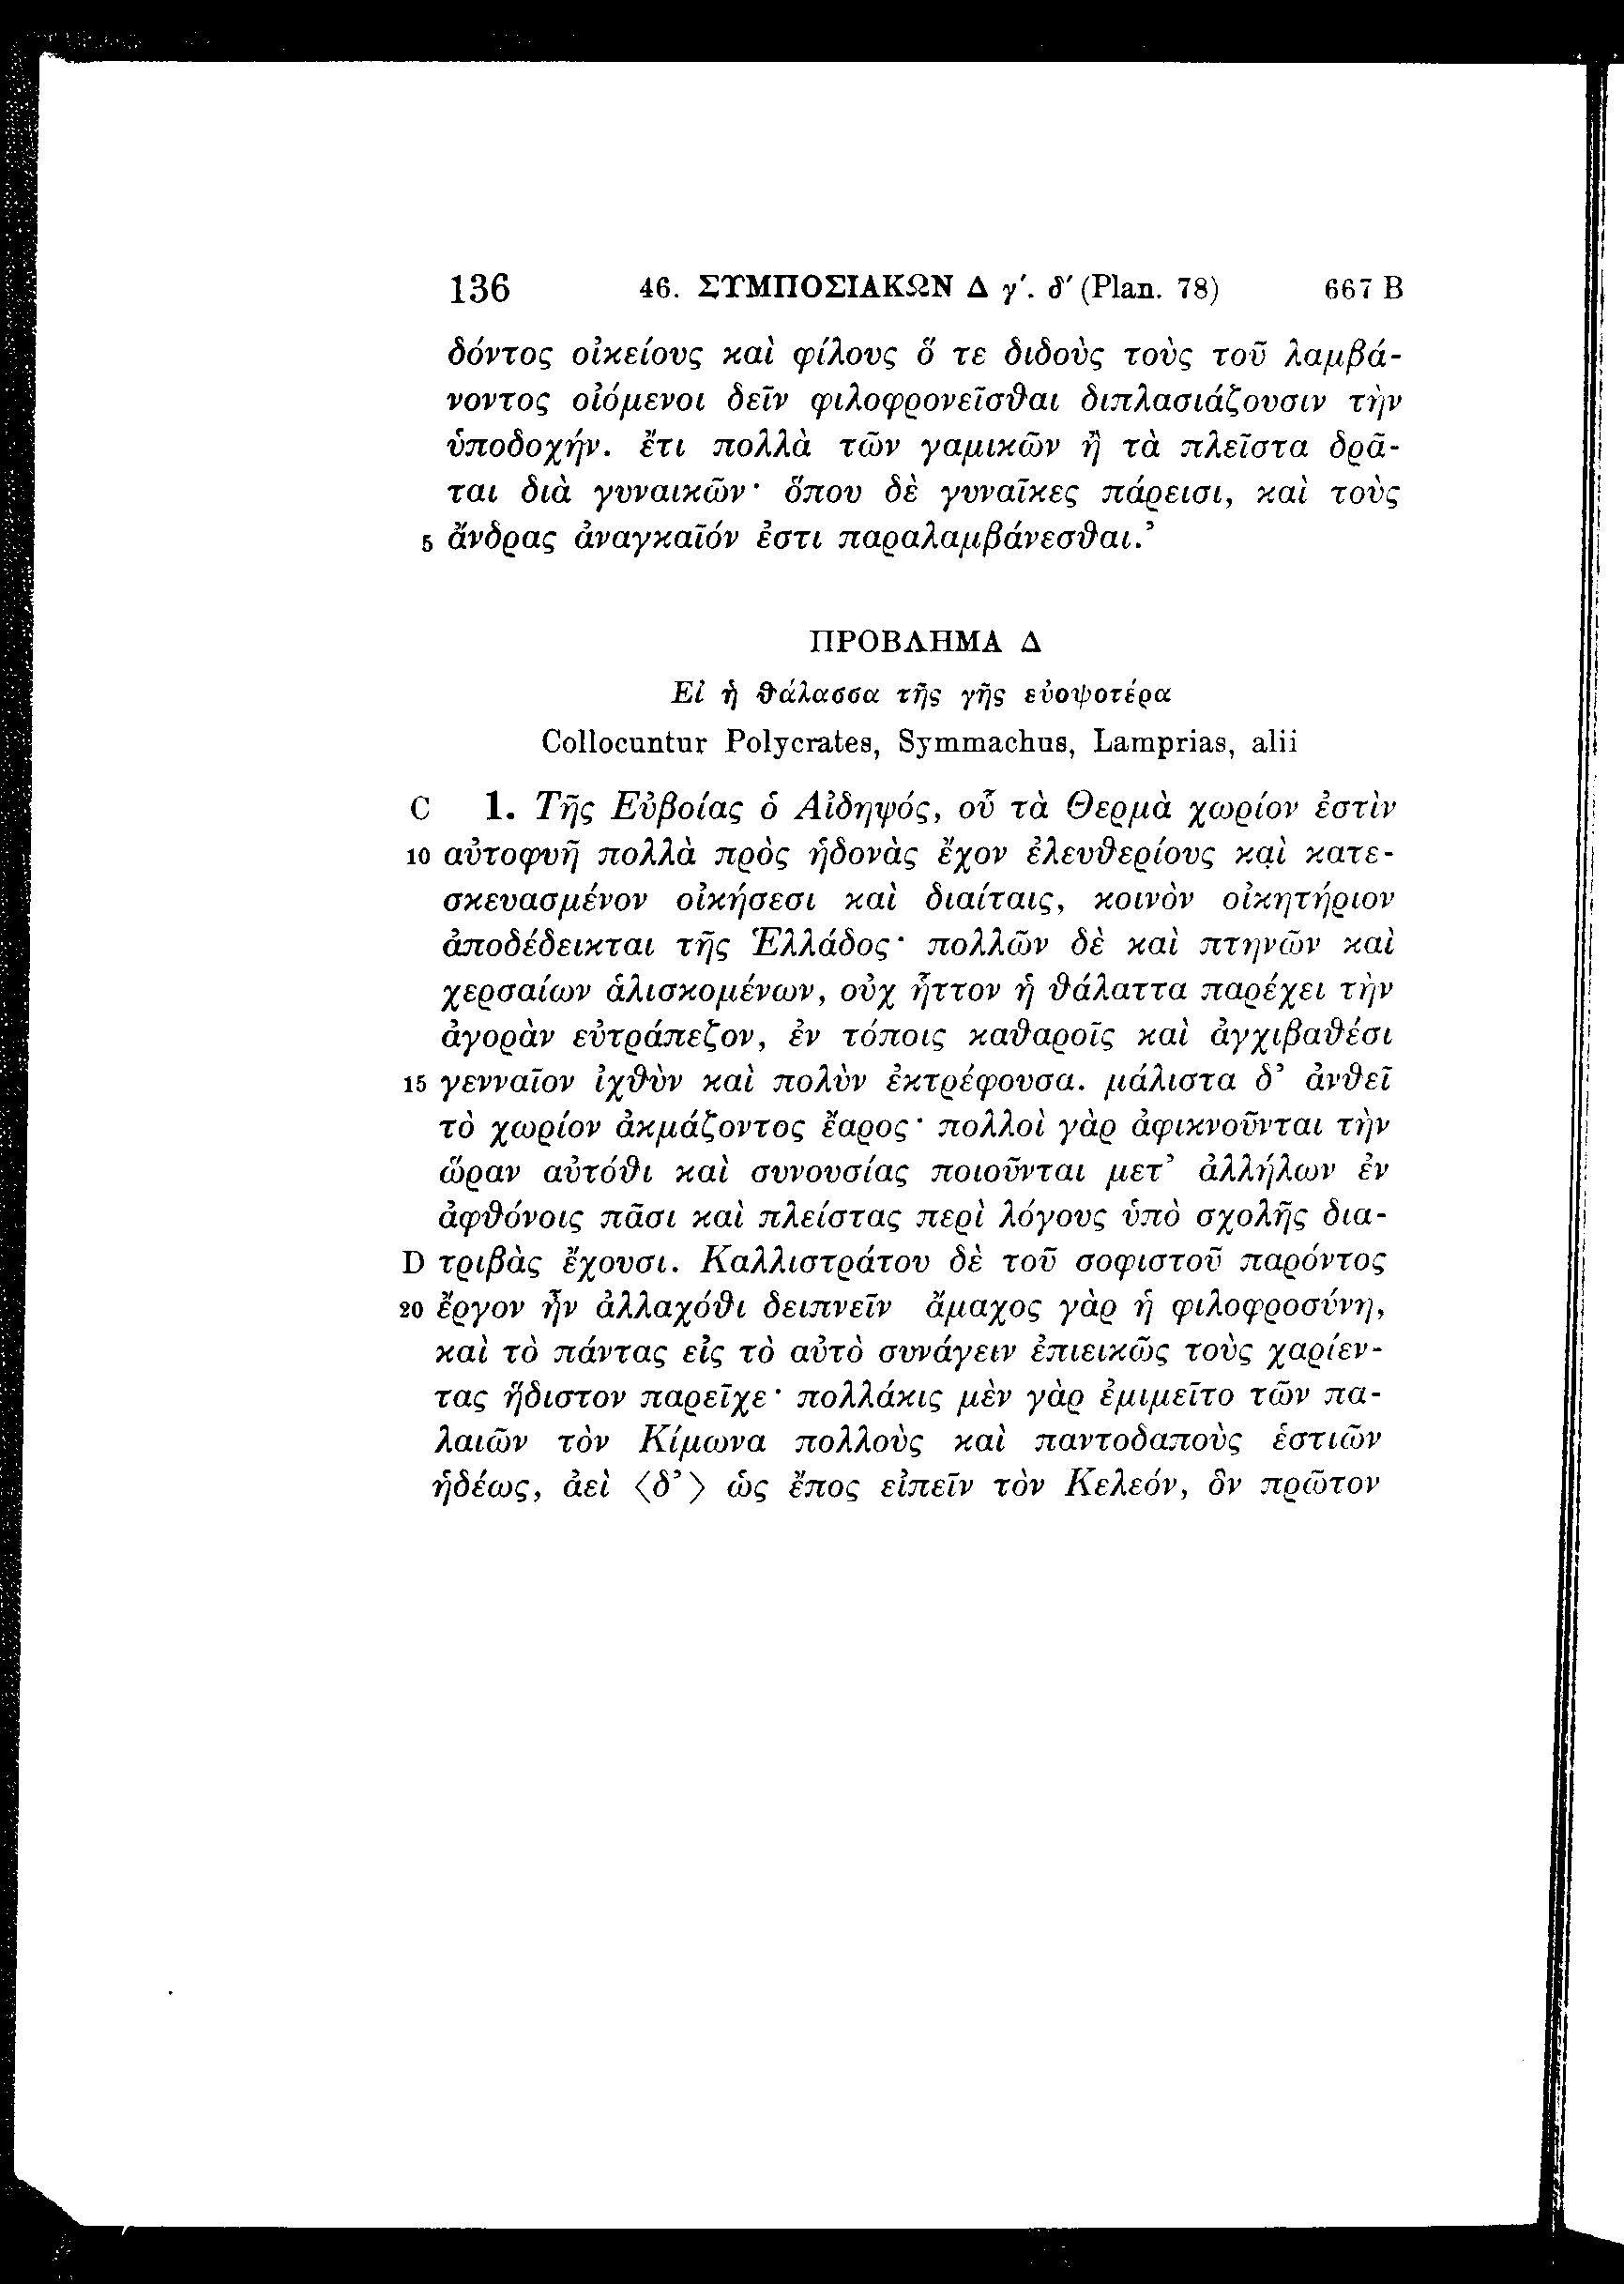 136 46. ΣΥΜΠΟΣΙΑΚΩΝ Δ γ΄. δ΄ (Plan. 78) 667 B
δόντος οἰκείους καὶ φίλους ὅ τε διδοὺς τοὺς τοῦ λαμβά-
νοντος οἰόμενοι δεῖν φιλοφρονεῖσθαι διπλασιάζουσιν τὴν
ὑποδοχήν. ἔτι πολλὰ τῶν γαμικῶν ἢ τὰ πλεῖστα δρᾶ-
ται διὰ γυναικῶν· ὅπου δὲ γυναῖκες πάρεισι, καὶ τοὺς
5 ἄνδρας ἀναγκαῖόν ἐστι παραλαμβάνεσθαι.’
ΠΡΟΒΛΗΜΑ Δ
Εἰ ἡ θάλασσα τῆς γῆς εὐοψοτέρα
Collocuntur Polycrates, Symmachus, Lamprias, alii
C 1. Τῆς Εὐβοίας ὁ Αἰδηψός, οὗ τὰ Θερμὰ χωρίον ἐστὶν
10 αὐτοφυῆ πολλὰ πρὸς ἡδονὰς ἔχον ἐλευθερίους καὶ κατε-
σκευασμένον οἰκήσεσι καὶ διαίταις, κοινὸν οἰκητήριον
ἀποδέδεικται τῆς Ἑλλάδος· πολλῶν δὲ καὶ πτηνῶν καὶ
χερσαίων ἁλισκομένων, οὐχ ἧττον ἡ θάλαττα παρέχει τὴν
ἀγορὰν εὐτράπεζον, ἐν τόποις καθαροῖς καὶ ἀγχιβαθέσι
15 γενναῖον ἰχθὺν καὶ πολὺν ἐκτρέφουσα. μάλιστα δ’ ἀνθεῖ
τὸ χωρίον ἀκμάζοντος ἔαρος· πολλοὶ γὰρ ἀφικνοῦνται τὴν
ὥραν αὐτόθι καὶ συνουσίας ποιοῦνται μετ’ ἀλλήλων ἐν
ἀφθόνοις πᾶσι καὶ πλείστας περὶ λόγους ὑπὸ σχολῆς δια-
D τριβὰς ἔχουσι. Καλλιστράτου δὲ τοῦ σοφιστοῦ παρόντος
20 ἔργον ἦν ἀλλαχόθι δειπνεῖν ἄμαχος γὰρ ἡ φιλοφροσύνη,
καὶ τὸ πάντας εἰς τὸ αὐτὸ συνάγειν ἐπιεικῶς τοὺς χαρίεν-
τας ἥδιστον παρεῖχε· πολλάκις μὲν γὰρ ἐμιμεῖτο τῶν πα-
λαιῶν τὸν Κίμωνα πολλοὺς καὶ παντοδαποὺς ἑστιῶν
ἡδέως, ἀεὶ 〈δ’〉 ὡς ἔπος εἰπεῖν τὸν Κελεόν, ὃν πρῶτον